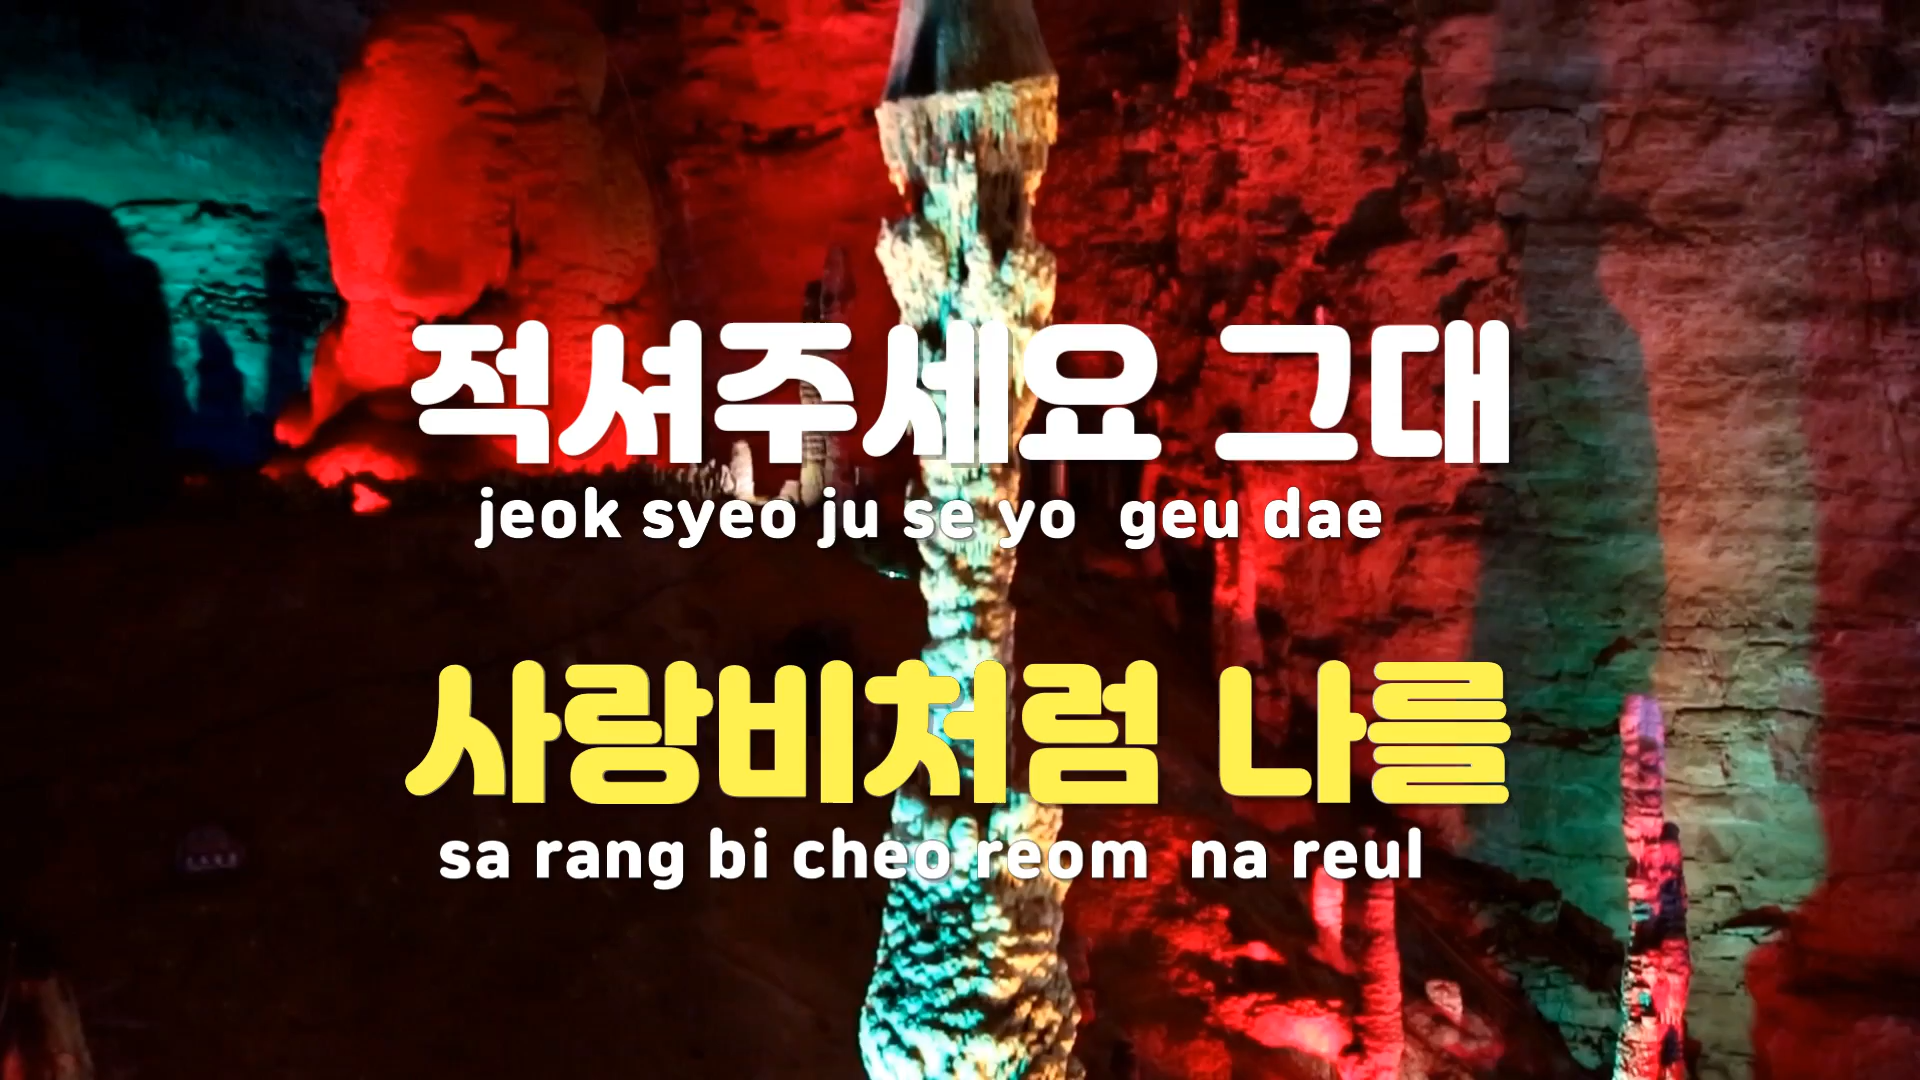 적셔주세요 그대
jeok syeo ju se yo geu dae
사랑비처럼 나를
sa rang bi cheo reom na reul